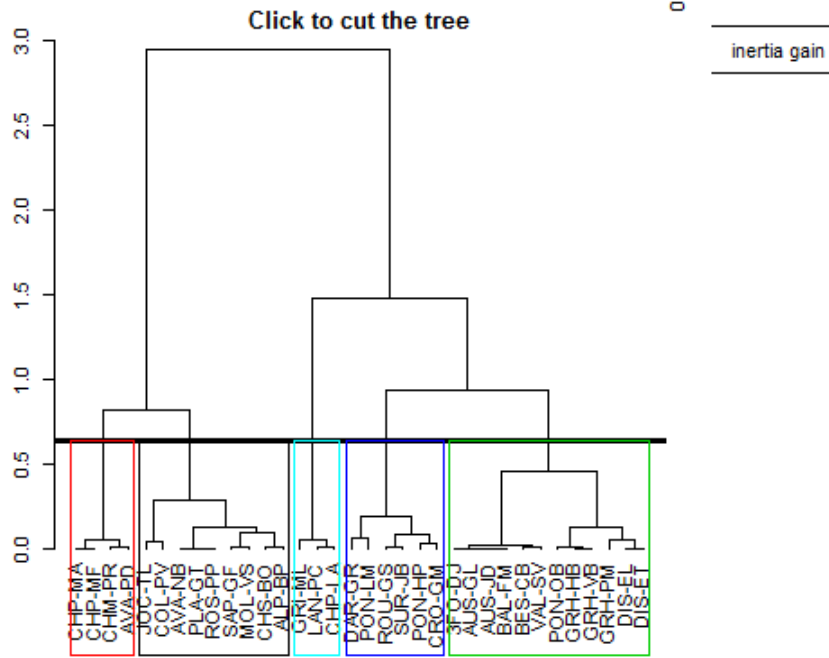 Click to cut the tree
0
inertia gain
3.0
2.5
2.0
1.5
1.0
0.5
0.0
CHP-MA
CHP-MF
CHM-PR
AVA-PD
JOC-TL
COL-PV
AVA-NB
PLA-GT
ROS-PP
SAP-GF
MOL-VS
CHS-BO
ALP-BP
GRI-ML
LAN-PC
CHP-LA
DAR-GR
PON-LM
ROU-GS
SUR-JB
PON-HP
CRO-GM
3FO-DJ
AUS-GL
AUS-JD
BAL-FM
BES-CB
VAL-SV
PON-OB
GRH-HB
GRH-VB
GRH-PM
DIS-EL
DIS-ET